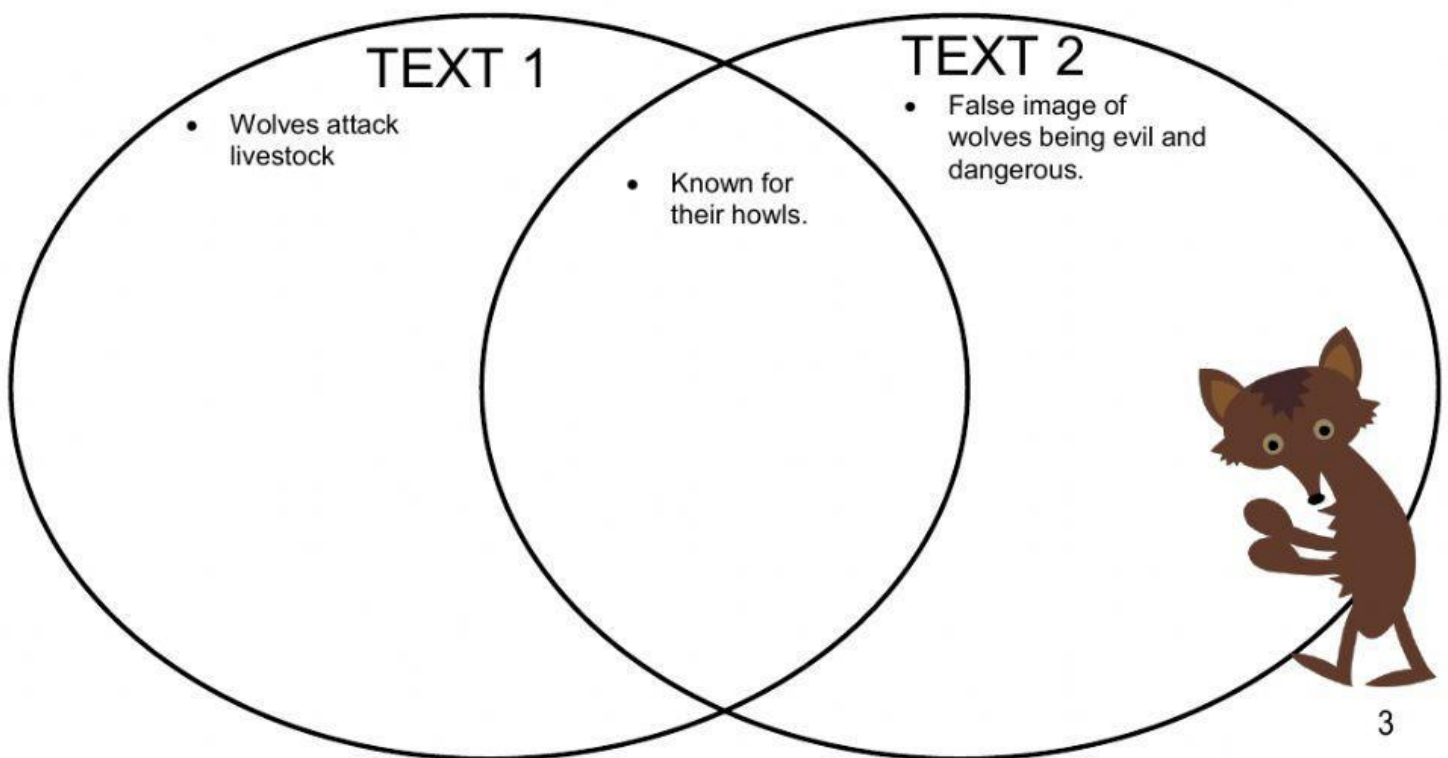 TEXT 1
• Wolves attack
livestock
• Known for
their howls.
TEXT 2
• False image of
wolves being evil and
dangerous.
3